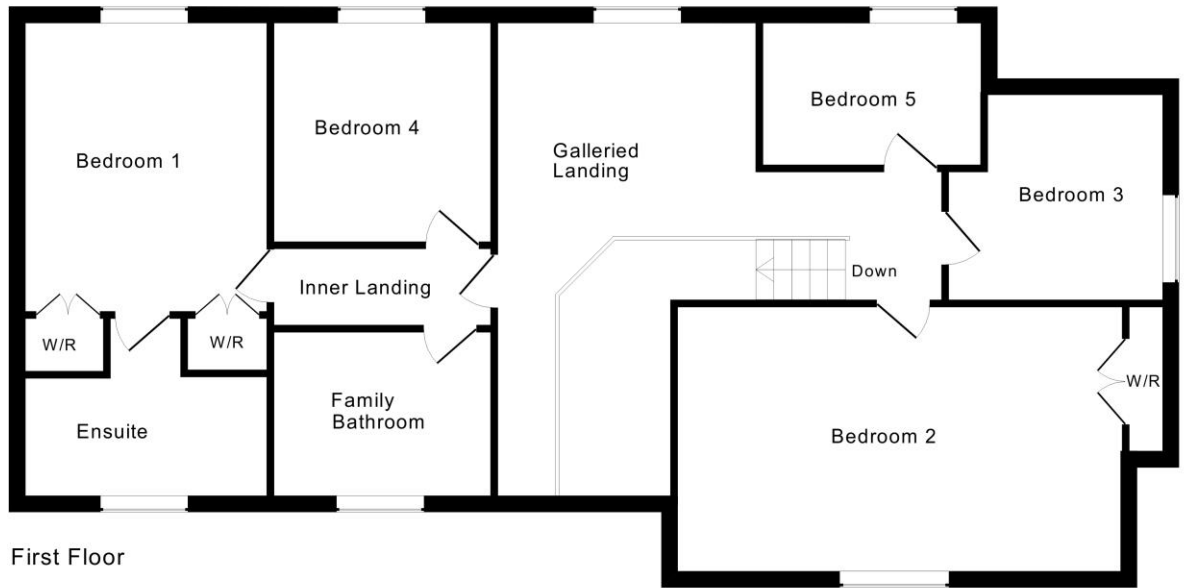 Bedroom 5
Bedroom 4
Galleried
Landing
Bedroom 1
Bedroom 3
Down
Inner Landing
W/R
W/R
W/R
Family
Bathroom
Ensuite
Bedroom 2
First Floor